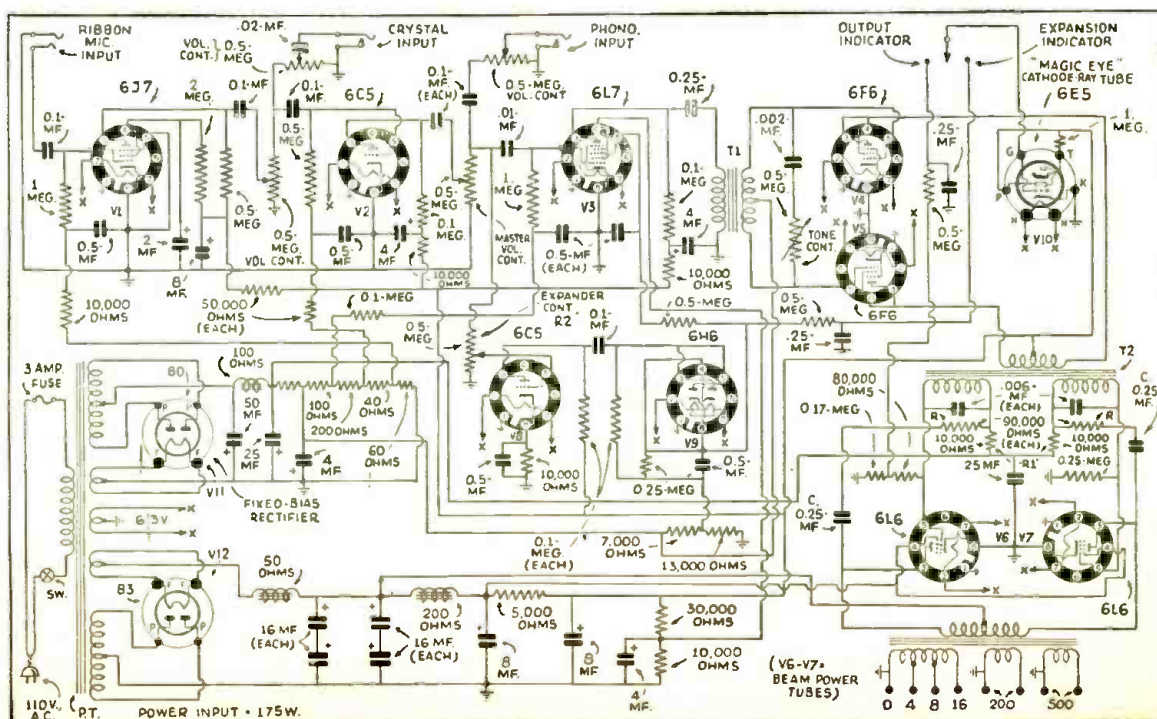 RIBBON
MIC.
INPUT
.02-MF.
VOL.
CONT.
0.5-
MEG
CRYSTAL
INPUT
PHONO.
INPUT
OUTPUT
INDICATOR
EXPANSION
INDICATOR
"MAGIC EYE"
CATHODE-RAY TUBE
6E5
6J7
2
MEG.
0.1-MF
0.1-
MF.
6C5
0.1-
MF.
(EACH)
0.5-MEG.
VOL. CONT
.01-
MF
6L7
0.25-
MF.
6F6
.002-
MF.
.25-
MF
1.
MEG.
0.1-
MF.
1
MEG.
V1
0.5-
MF
2
MF.
8
MF.
0.5-
MEG
0.5-
MEG.
VOL CONT.
0.5-
MEG
V2
0.5-
MF
4
MF.
0.5-
MEG
0.1
MEG.
MASTER
VOL.
CONT.
1.
MEG
V3
0.5-MF
(EACH)
0.1-
MEG
4
MF
T1
0.5-
MEG.
TONE
CONT.
V4
V5
6F6
0.5-
MEG
G
T
K
H
H
V10
10,000
OHMS
50,000
OHMS
(EACH)
10,000
OHMS
0.1-MEG
EXPANDER
CONT.
R2
0.5-
MEG
6C5
0.1-
MF
0.5-MEG
10,000
OHMS
6H6
0.5-
MEG
.25-
MF
T2
3 AMP.
FUSE
80
P
P
V11
FIXED-BIAS
RECTIFIER
100
OHMS
50
MF
25
MF
100
OHMS
200
OHMS
40
OHMS
60
OHMS
4
MF.
V8
0.5-
MF
10,000
OHMS
V9
0.5-
MF.
0.25-MEG
0.1-
MEG.
(EACH)
7,000
OHMS
13,000 OHMS
80,000
OHMS
0.17-MEG
.006-
MF
(EACH)
90,000
OHMS
(EACH)
R
R
10,000
OHMS
10,000
OHMS
25 MF
R1
0.25-
MEG
C.
0.25
MF.
C.
0.25-
MF
6L6
V6
V7
6L6
6.3V
X
X
SW.
V12
83
P
P
F
F
50
OHMS
16 MF
(EACH)
16 MF.
(EACH)
200
OHMS
5,000
OHMS
8
MF
8
MF
30,000
OHMS
10,000
OHMS
4
MF.
(V6-V7=
BEAM POWER
TUBES)
0 4 8 16
200
500
110V.
A.C.
P.T.
POWER INPUT = 175W.